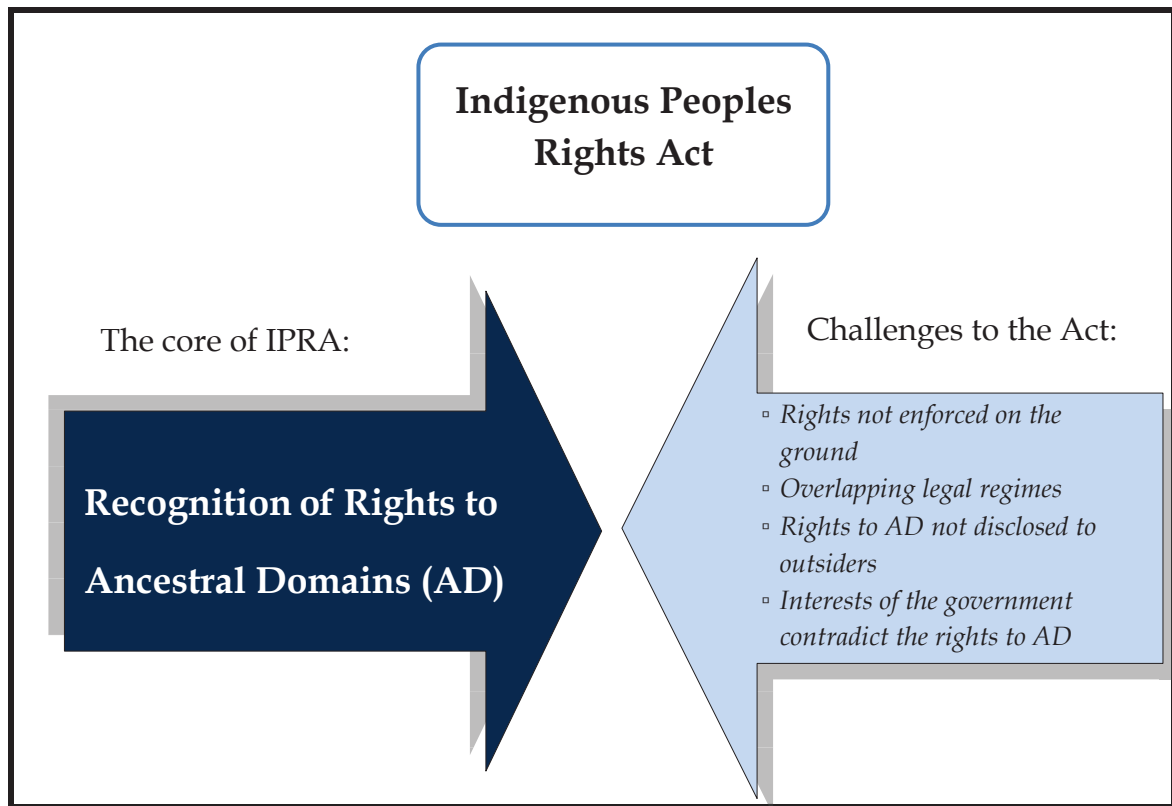 Indigenous Peoples
Rights Act
The core of IPRA:
Recognition of Rights to
Ancestral Domains (AD)
Challenges to the Act:
▫ Rights not enforced on the
ground
▫ Overlapping legal regimes
▫ Rights to AD not disclosed to
outsiders
▫ Interests of the government
contradict the rights to AD